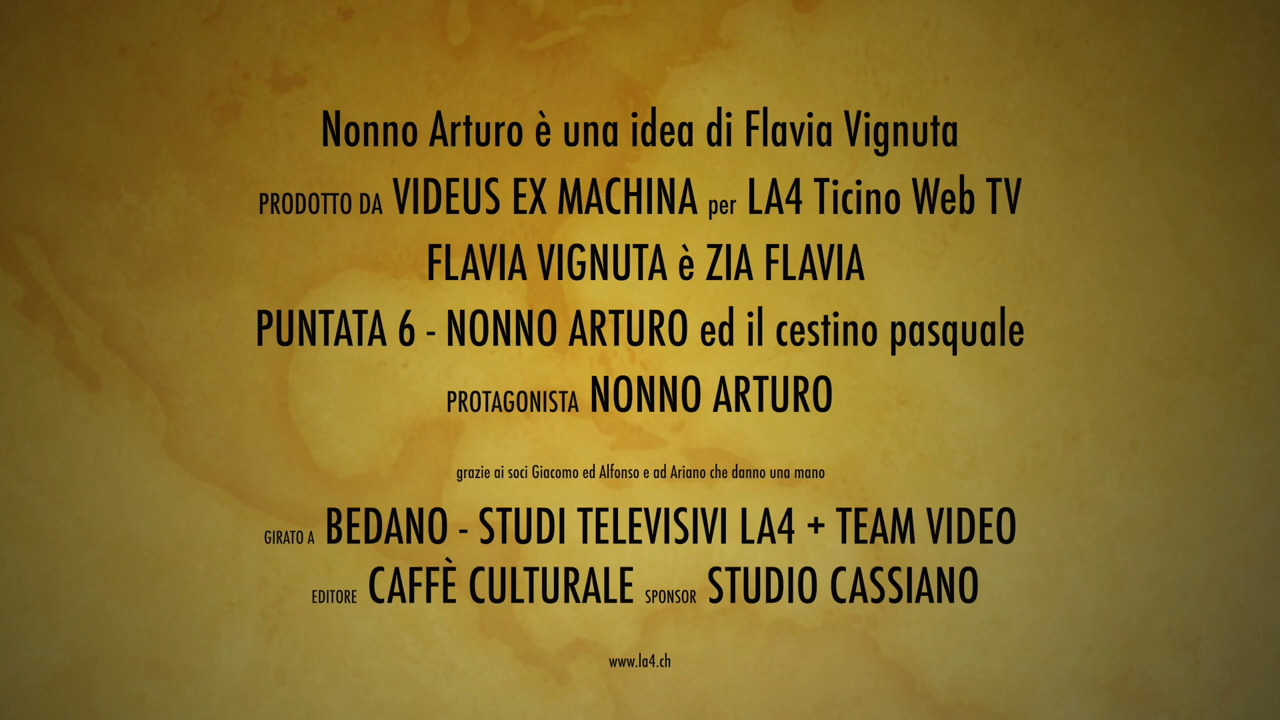 Nonno Arturo è una idea di Flavia Vignuta
PRODOTTO DA VIDEUS EX MACHINA per LA4 Ticino Web TV
FLAVIA VIGNUTA è ZIA FLAVIA
PUNTATA 6 - NONNO ARTURO ed il cestino pasquale
PROTAGONISTA NONNO ARTURO
grazie ai soci Giacomo ed Alfonso e ad Ariano che danno una mano
GIRATO A BEDANO - STUDI TELEVISIVI LA4 + TEAM VIDEO
EDITORE CAFFÈ CULTURALE SPONSOR STUDIO CASSIANO
www.la4.ch